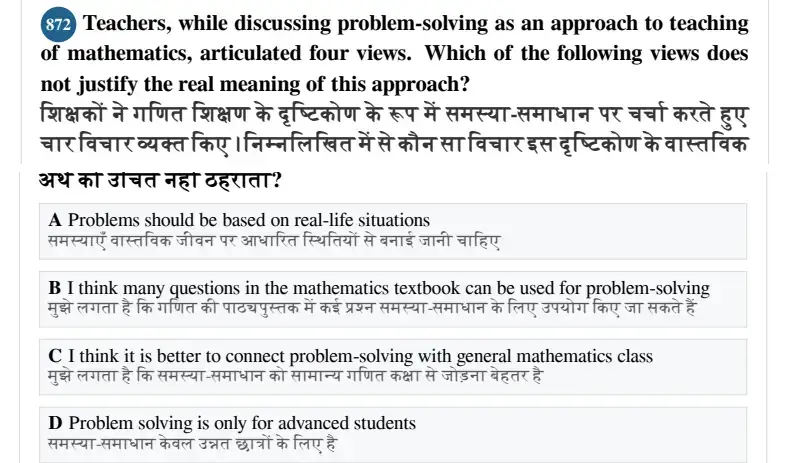 872 Teachers, while discussing problem-solving as an approach to teaching
of mathematics, articulated four views. Which of the following views does
not justify the real meaning of this approach?
शिक्षकों ने गणित शिक्षण के दृष्टिकोण के रूप में समस्या-समाधान पर चर्चा करते हुए
चार विचार व्यक्त किए । निम्नलिखित में से कौन सा विचार इस दृष्टिकोण के वास्तविक
अर्थ को उचित नहीं ठहराता?
A Problems should be based on real-life situations
समस्याएँ वास्तविक जीवन पर आधारित स्थितियों से बनाई जानी चाहिए
B I think many questions in the mathematics textbook can be used for problem-solving
मुझे लगता है कि गणित की पाठ्यपुस्तक में कई प्रश्न समस्या-समाधान के लिए उपयोग किए जा सकते हैं
C I think it is better to connect problem-solving with general mathematics class
मुझे लगता है कि समस्या-समाधान को सामान्य गणित कक्षा से जोड़ना बेहतर है
D Problem solving is only for advanced students
समस्या-समाधान केवल उन्नत छात्रों के लिए है